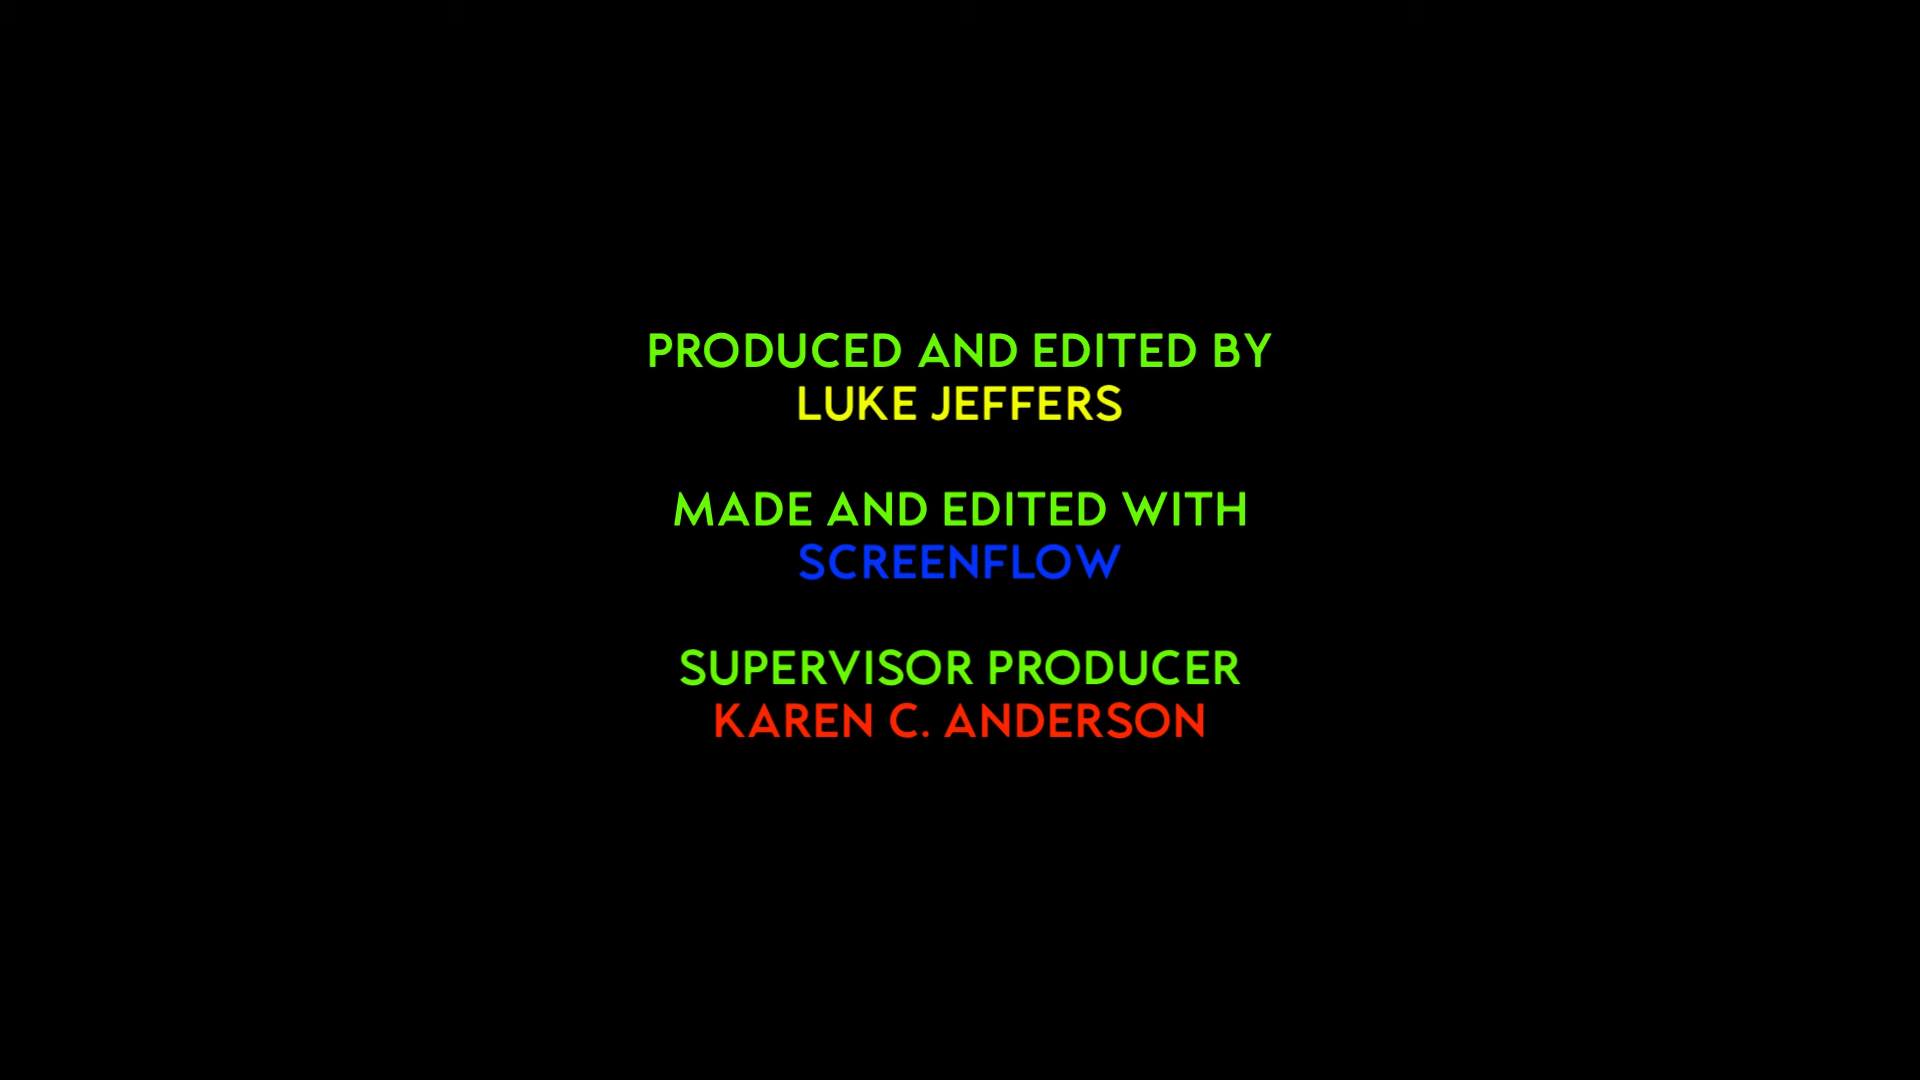 PRODUCED AND EDITED BY
LUKE JEFFERS
MADE AND EDITED WITH
SCREENFLOW
SUPERVISOR PRODUCER
KAREN C. ANDERSON